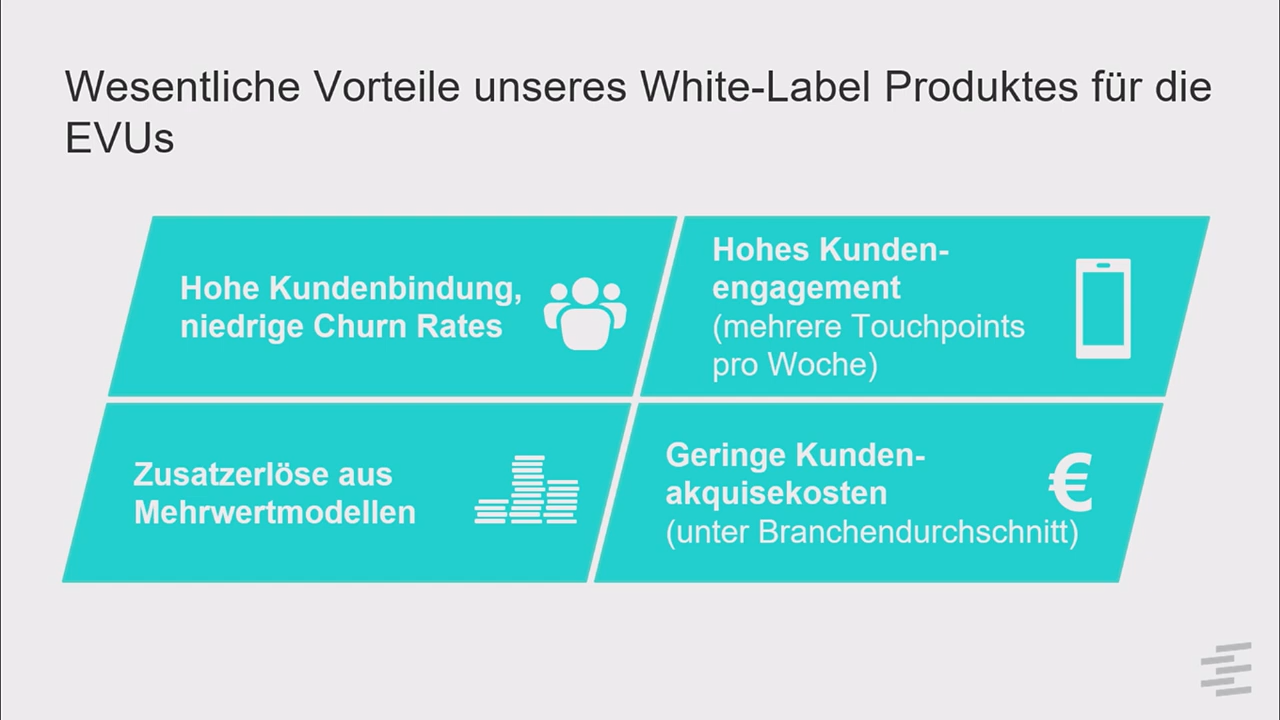 Wesentliche Vorteile unseres White-Label Produktes für die
EVUs
Hohe Kundenbindung,
niedrige Churn Rates
Hohes Kunden-
engagement
(mehrere Touchpoints
pro Woche)
Zusatzerlöse aus
Mehrwertmodellen
Geringe Kunden-
akquisekosten
(unter Branchendurchschnitt)
€